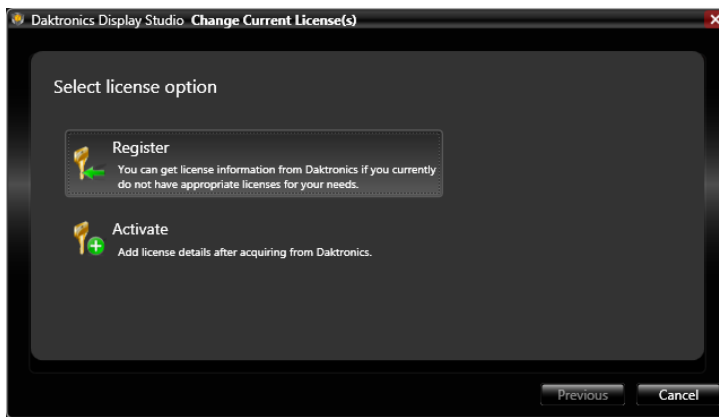 Daktronics Display Studio Change Current License(s)
Select license option
Register
You can get license information from Daktronics if you currently
do not have appropriate licenses for your needs.
Activate
Add license details after acquiring from Daktronics.
Previous Cancel